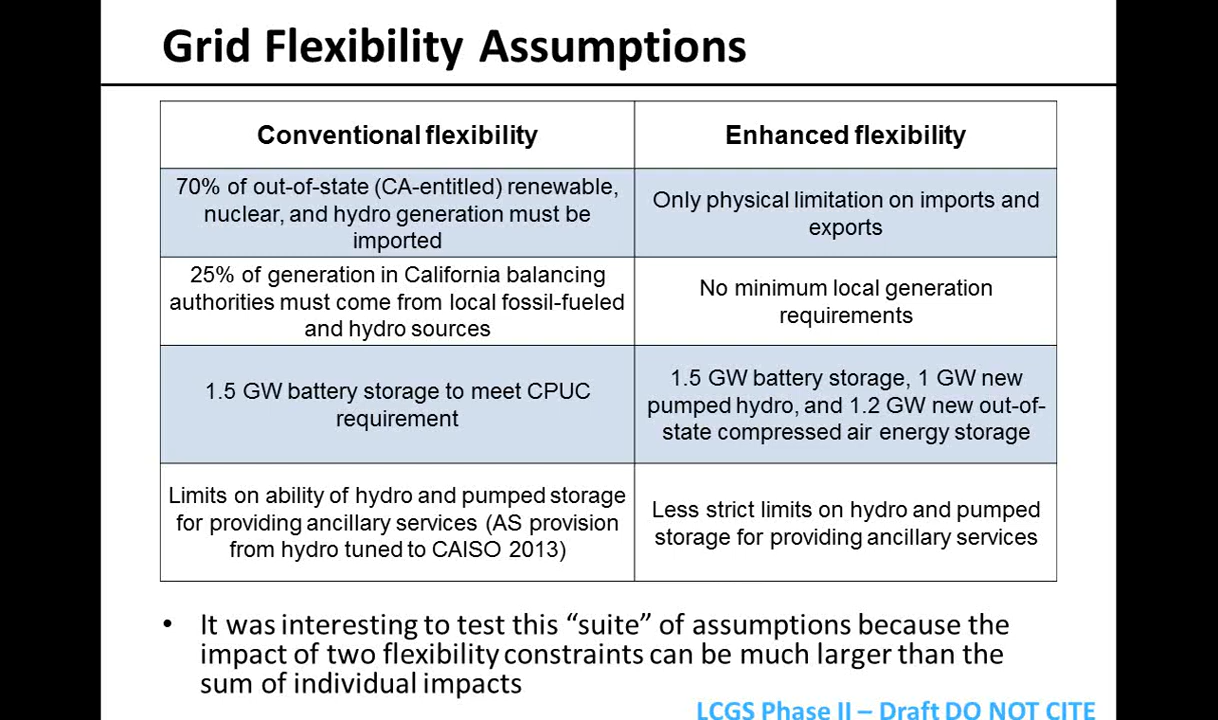 Grid Flexibility Assumptions
Conventional flexibility
Enhanced flexibility
70% of out-of-state (CA-entitled) renewable,
nuclear, and hydro generation must be
imported
Only physical limitation on imports and
exports
25% of generation in California balancing
authorities must come from local fossil-fueled
and hydro sources
No minimum local generation
requirements
1.5 GW battery storage to meet CPUC
requirement
1.5 GW battery storage, 1 GW new
pumped hydro, and 1.2 GW new out-of-
state compressed air energy storage
Limits on ability of hydro and pumped storage
for providing ancillary services (AS provision
from hydro tuned to CAISO 2013)
Less strict limits on hydro and pumped
storage for providing ancillary services
• It was interesting to test this “suite” of assumptions because the
impact of two flexibility constraints can be much larger than the
sum of individual impacts
LCGS Phase II – Draft DO NOT CITE